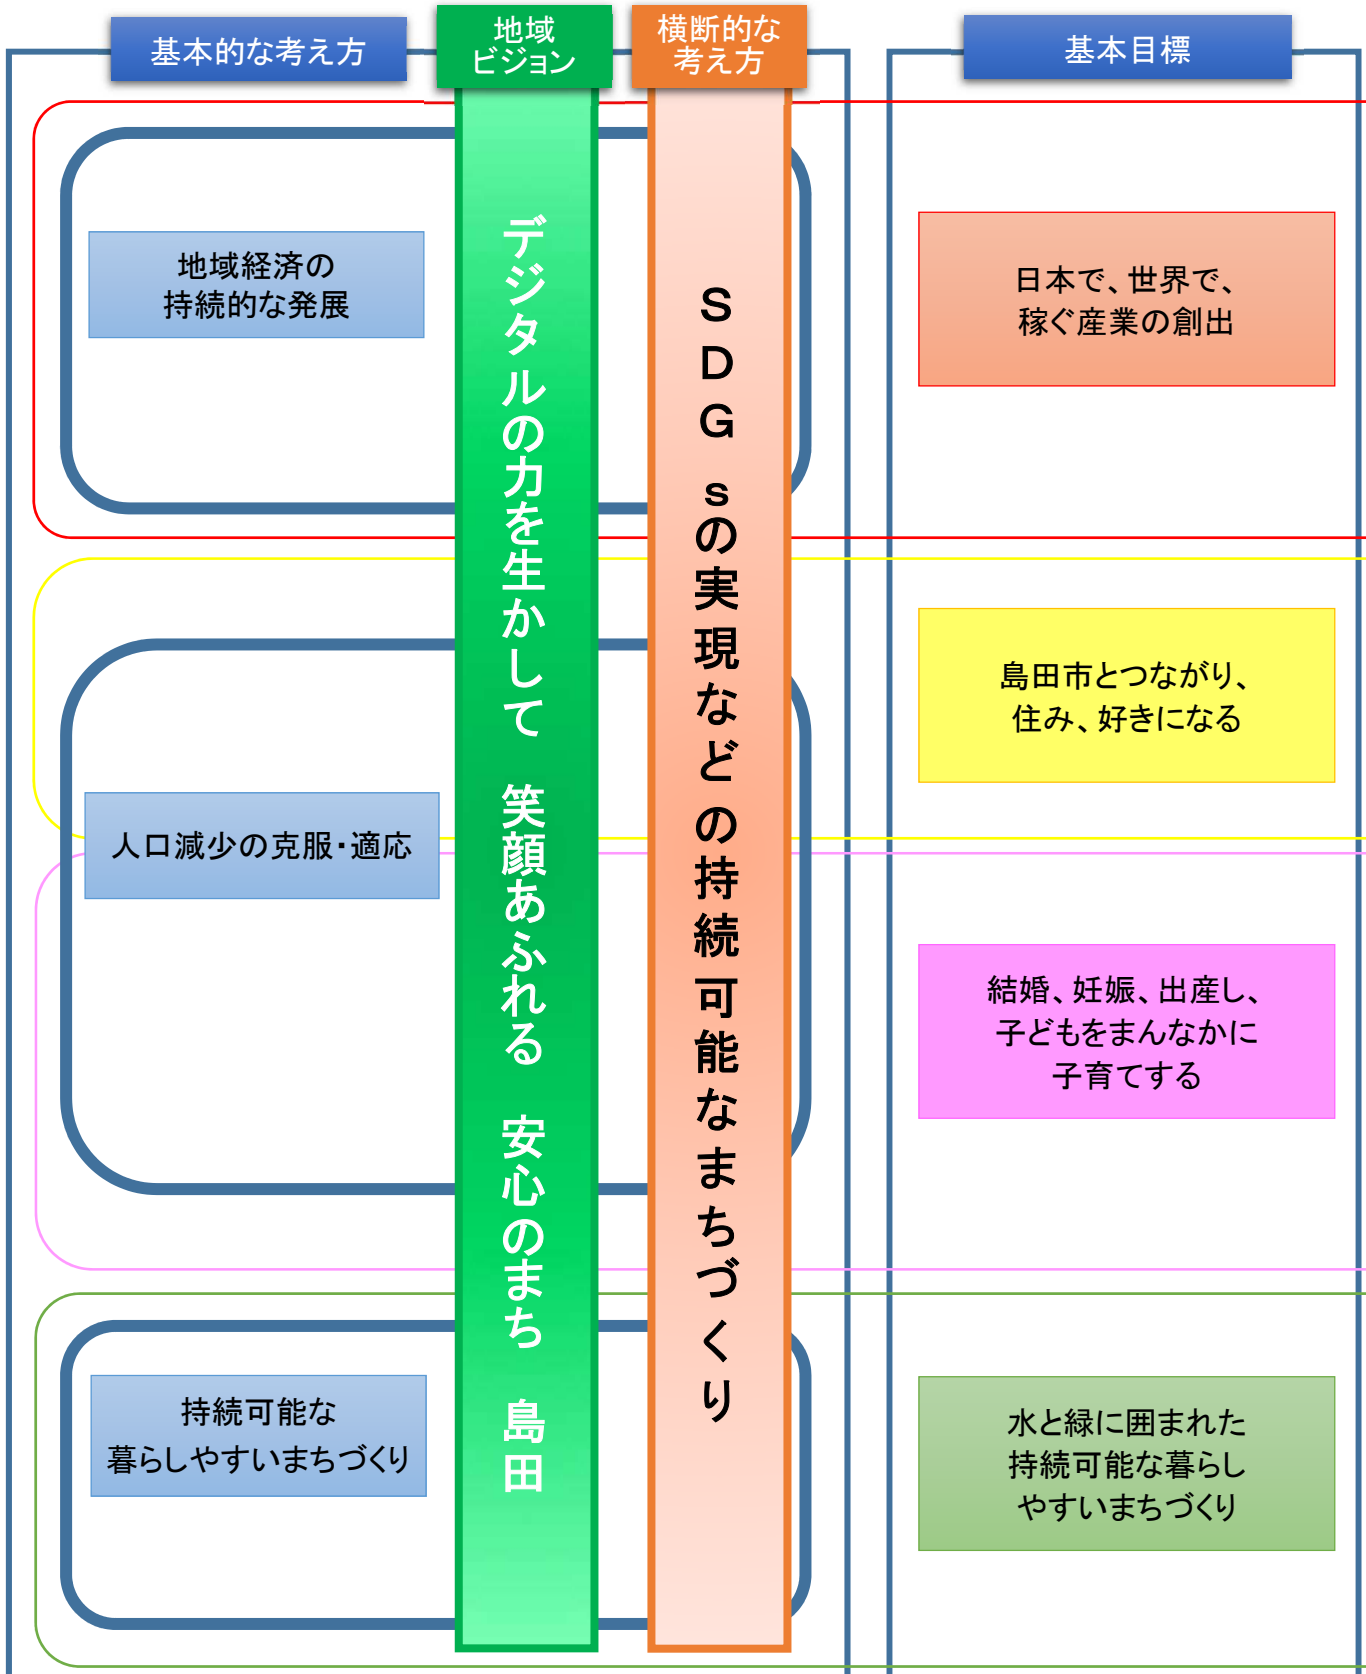 基本的な考え方
地域
ビジョン
横断的な
考え方
基本目標
地域経済の
持続的な発展
人口減少の克服・適応
持続可能な
暮らしやすいまちづくり
デジタルの力を生かして　笑顔あふれる　安心のまち　島田
ＳＤＧｓの実現などの持続可能なまちづくり
日本で、世界で、
稼ぐ産業の創出
島田市とつながり、
住み、好きになる
結婚、妊娠、出産し、
子どもをまんなかに
子育てする
水と緑に囲まれた
持続可能な暮らし
やすいまちづくり